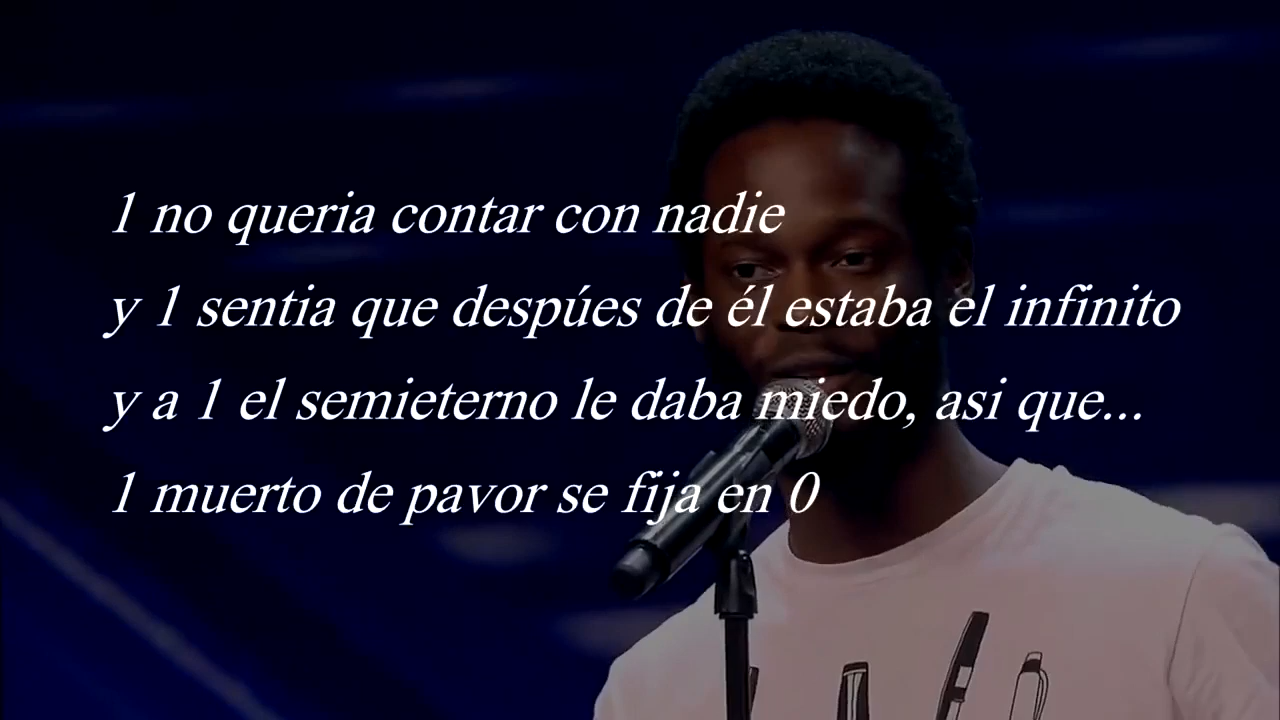 1 no queria contar con nadie
y 1 sentia que despúes de él estaba el infinito
y a 1 el semieterno le daba miedo, asi que...
1 muerto de pavor se fija en 0